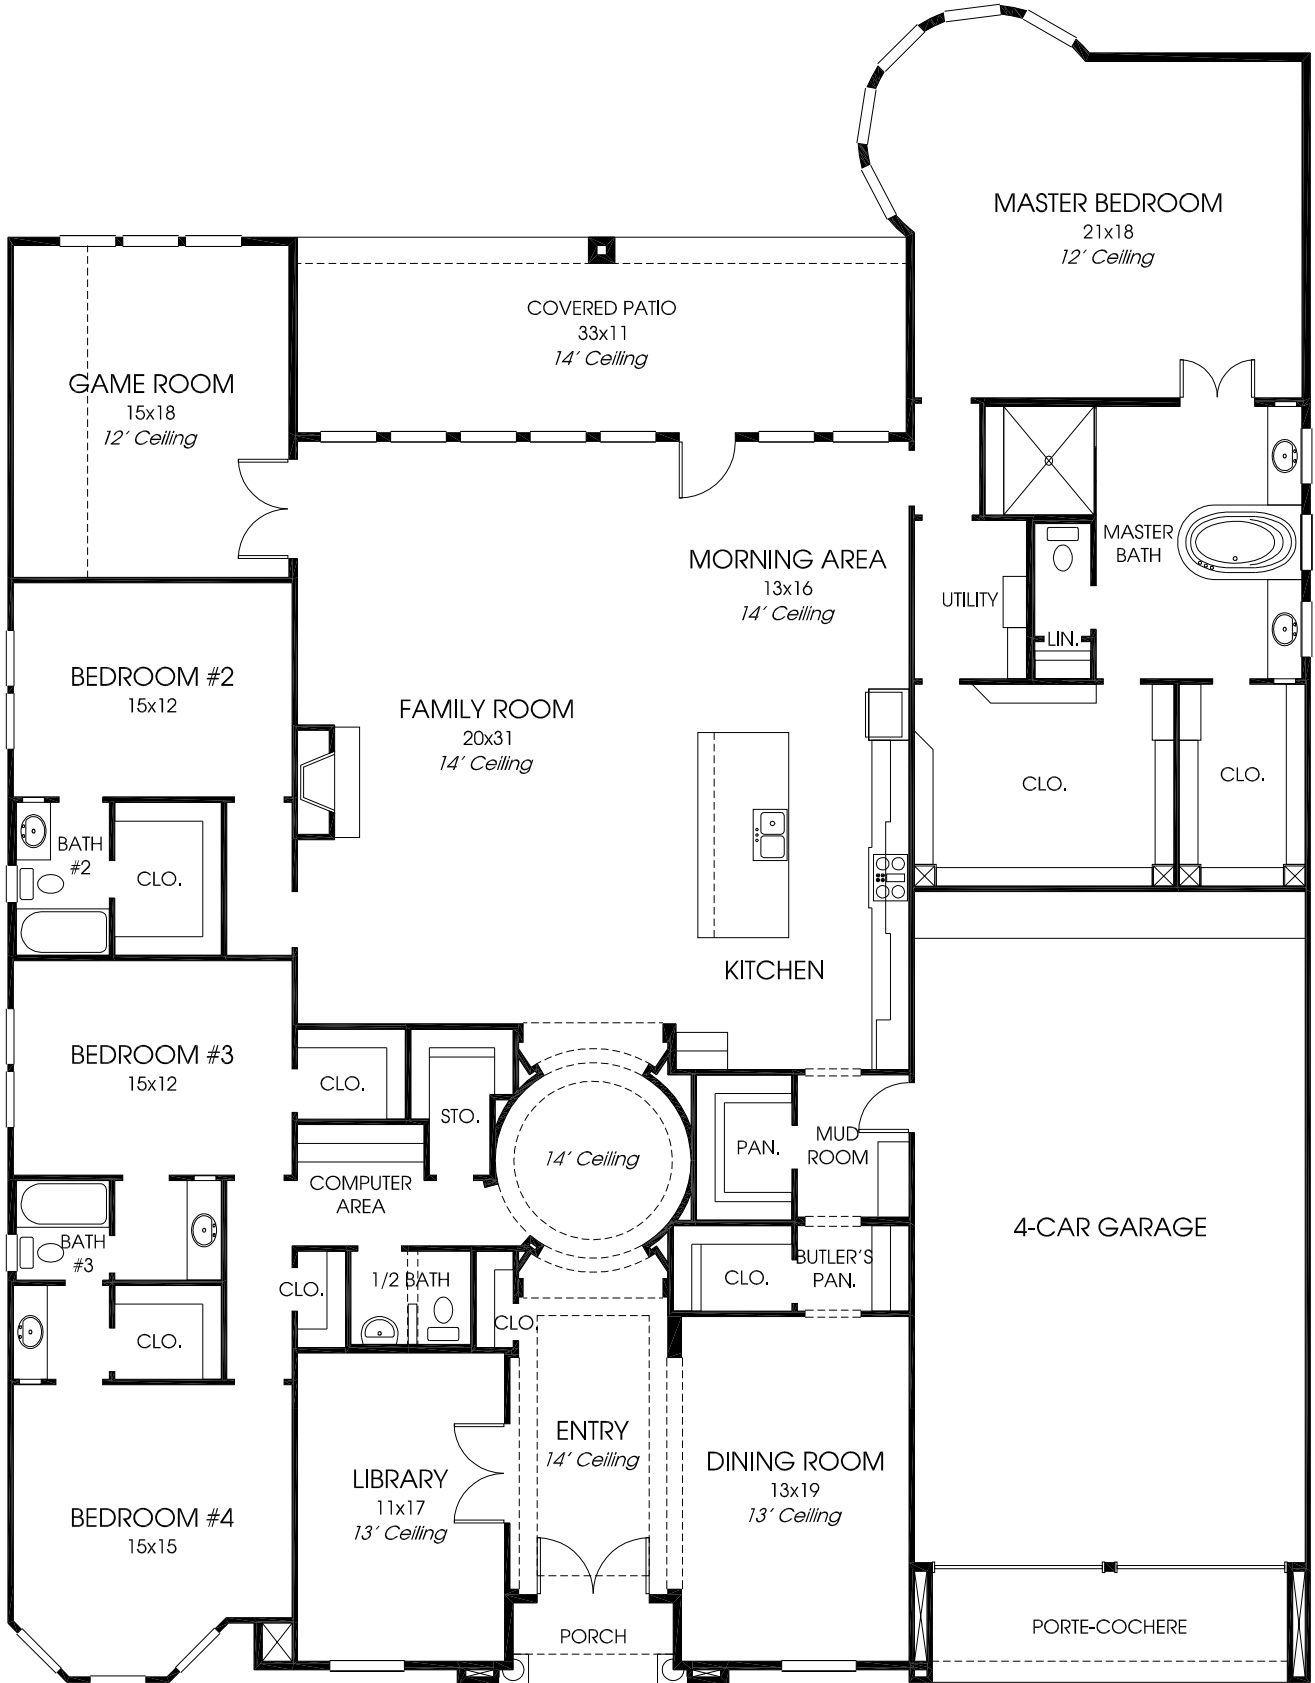 MASTER BEDROOM
21x18
12' Ceiling
COVERED PATIO
33x11
14' Ceiling
GAME ROOM
15x18
12' Ceiling
MORNING AREA
13x16
14' Ceiling
MASTER
BATH
UTILITY
LIN.
BEDROOM #2
15x12
FAMILY ROOM
20x31
14' Ceiling
CLO.
CLO.
BATH
#2
CLO.
KITCHEN
BEDROOM #3
15x12
CLO.
STO.
14' Ceiling
PAN.
MUD
ROOM
COMPUTER
AREA
4-CAR GARAGE
BATH
#3
CLO.
1/2 BATH
CLO.
CLO.
BUTLER'S
PAN.
CLO.
ENTRY
14' Ceiling
LIBRARY
11x17
13' Ceiling
DINING ROOM
13x19
13' Ceiling
BEDROOM #4
15x15
PORCH
PORTE-COCHERE